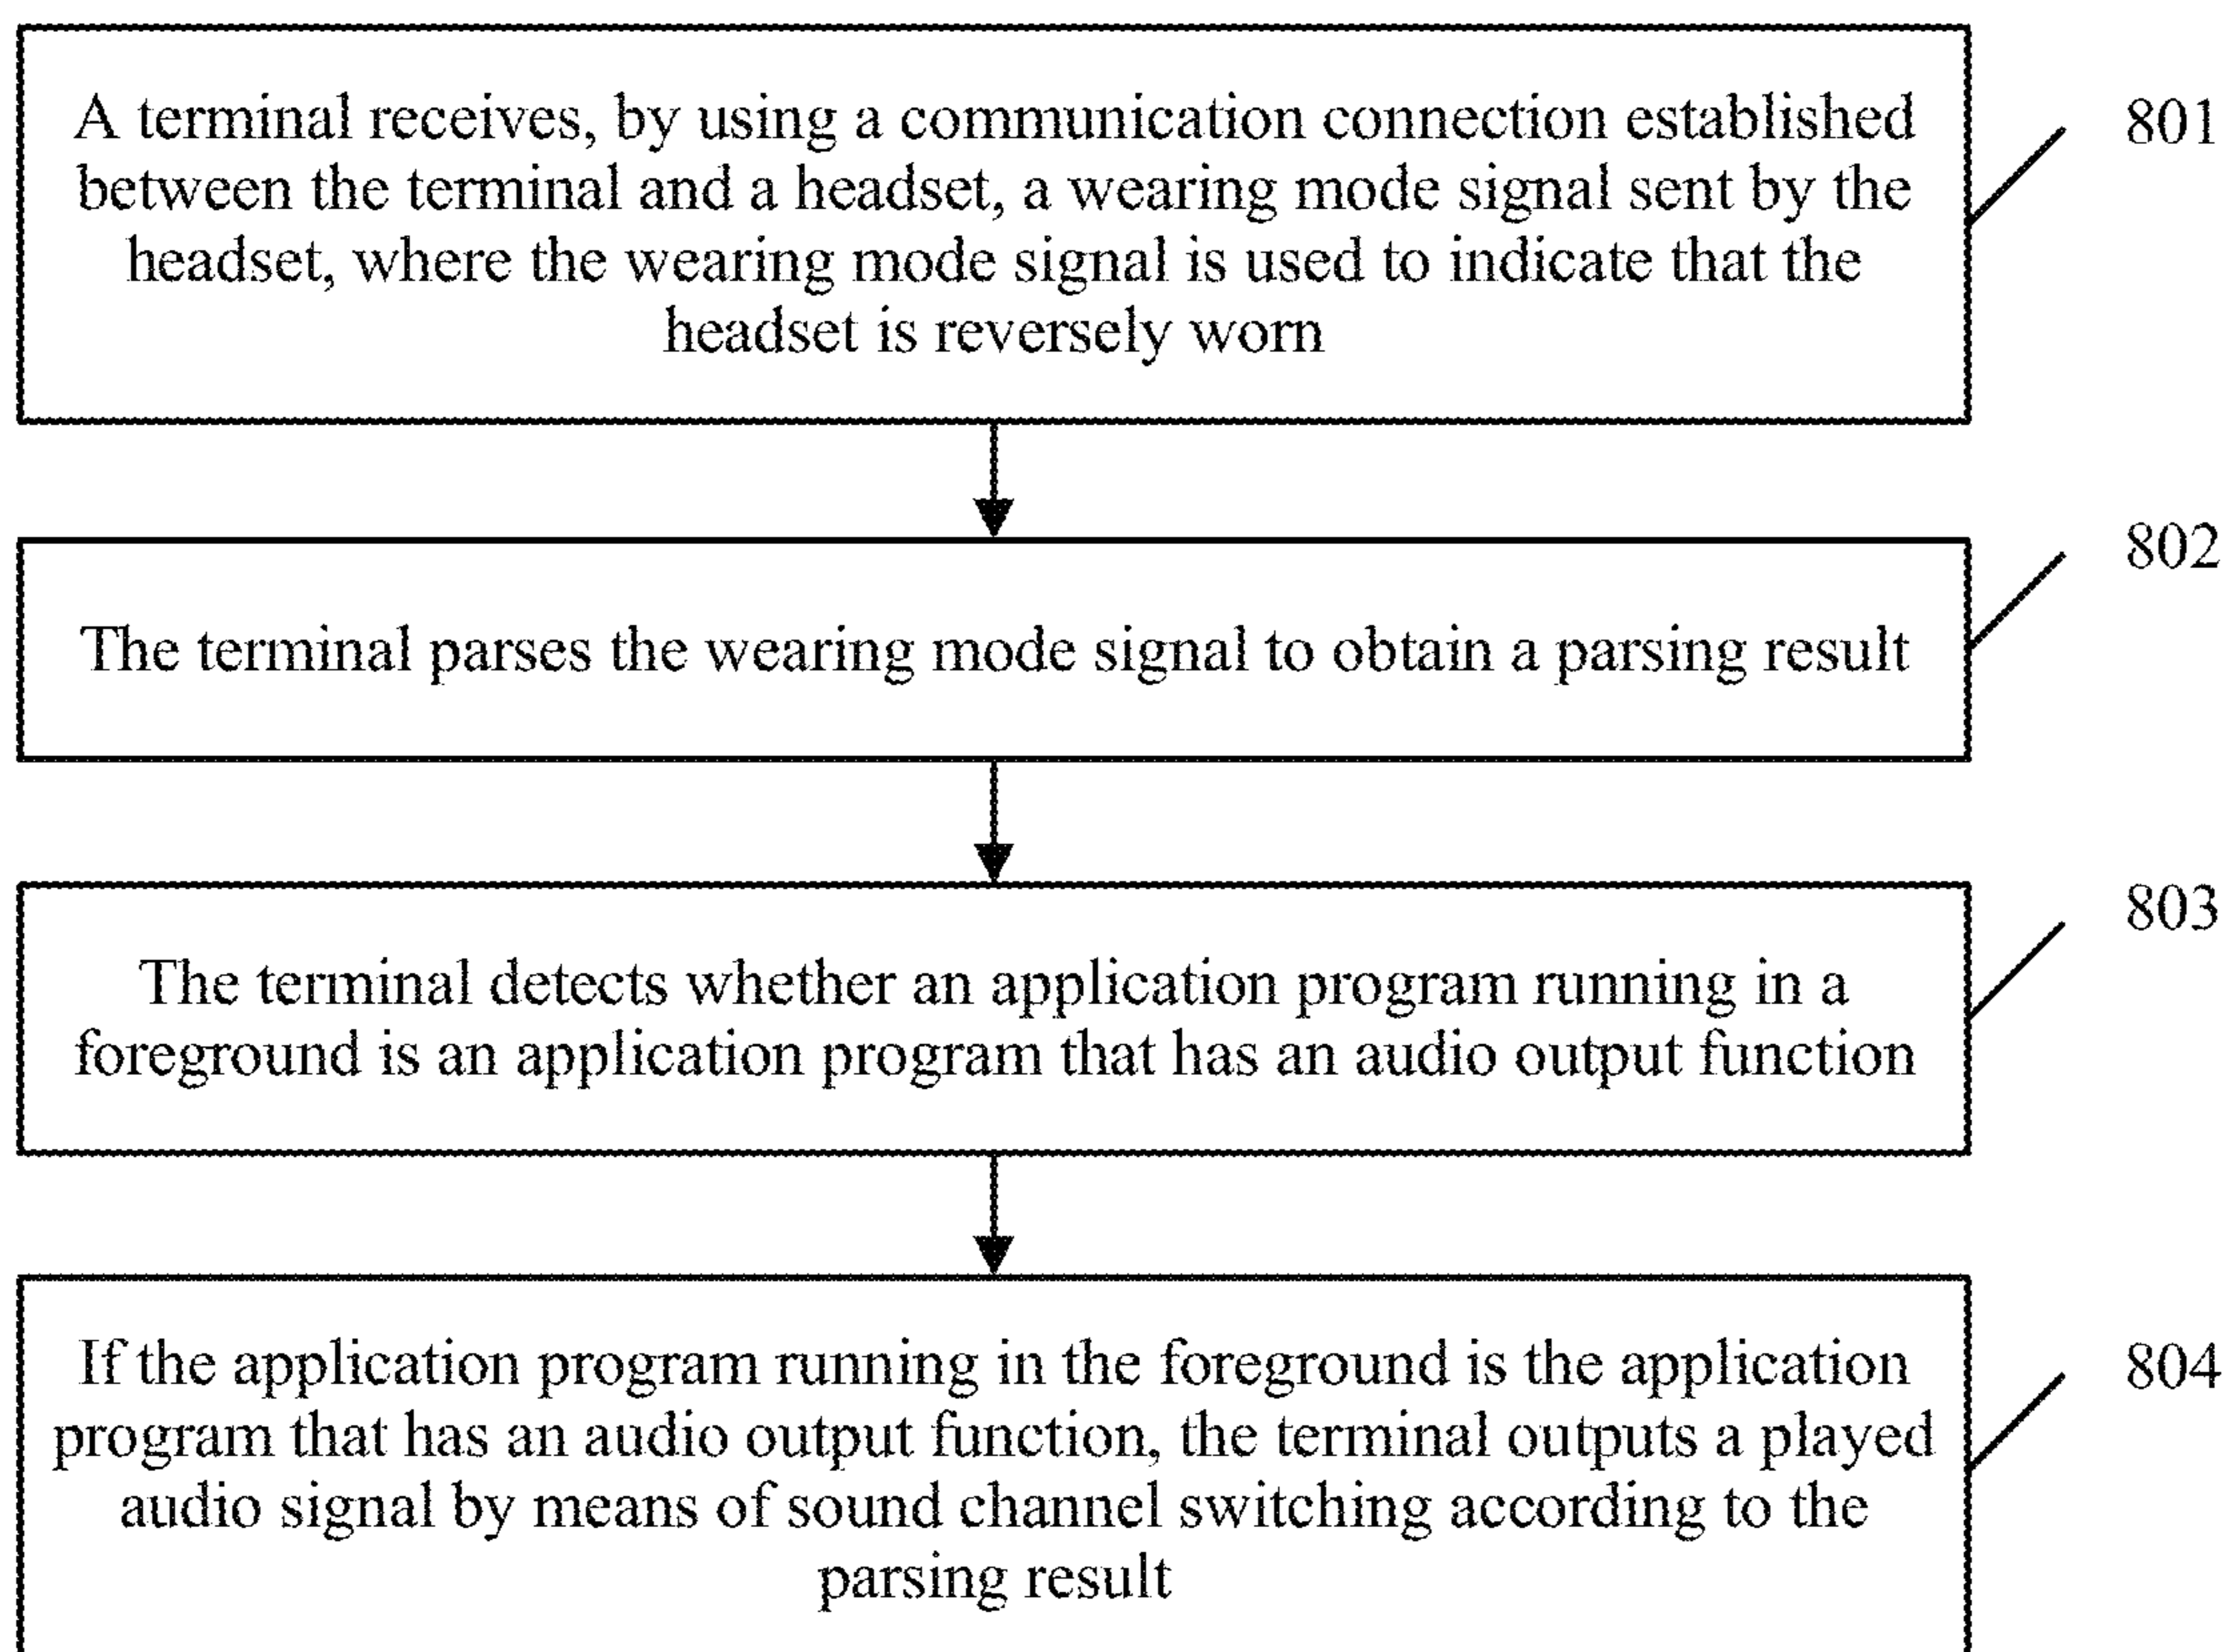 A terminal receives, by using a communication connection established
between the terminal and a headset, a wearing mode signal sent by the
headset, where the wearing mode signal is used to indicate that the
headset is reversely worn
801
The terminal parses the wearing mode signal to obtain a parsing result
802
The terminal detects whether an application program running in a
foreground is an application program that has an audio output function
803
If the application program running in the foreground is the application
program that has an audio output function, the terminal outputs a played
audio signal by means of sound channel switching according to the
parsing result
804